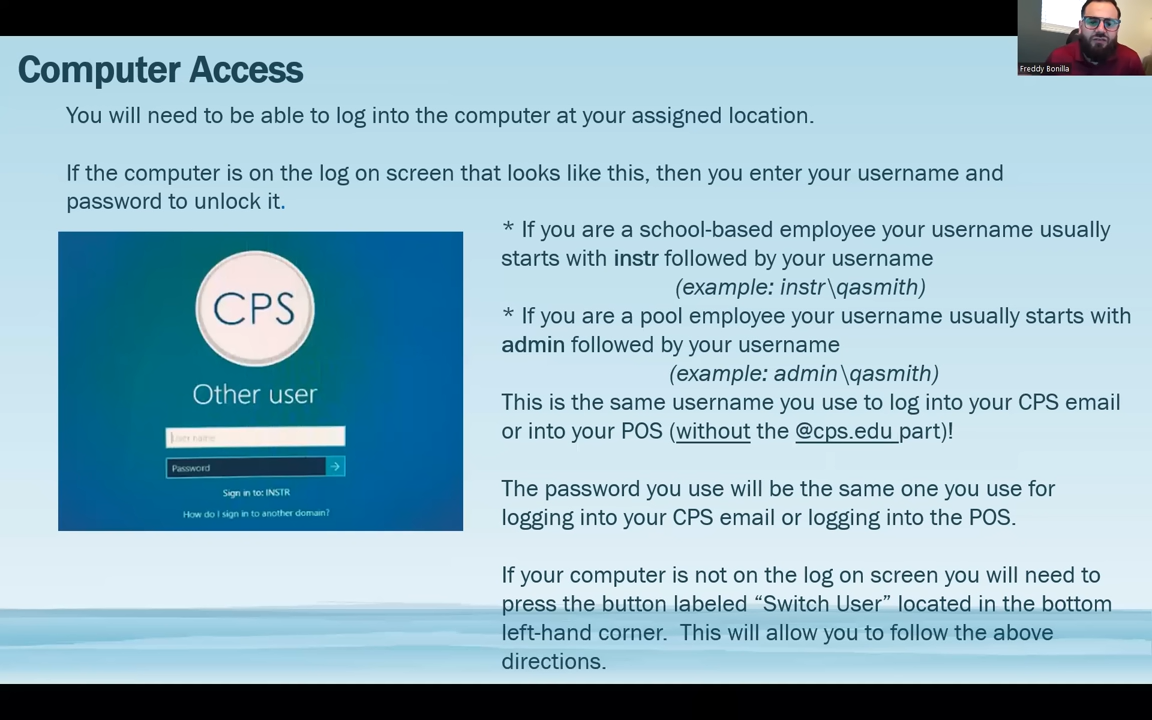 Freddy Bonilla
Computer Access
You will need to be able to log into the computer at your assigned location.
If the computer is on the log on screen that looks like this, then you enter your username and
password to unlock it.
CPS
Other user
User name
Password
Sign in to: INSTR
How do I sign in to another domain?
* If you are a school-based employee your username usually
starts with instr followed by your username
(example: instr\qasmith)
* If you are a pool employee your username usually starts with
admin followed by your username
(example: admin\qasmith)
This is the same username you use to log into your CPS email
or into your POS (without the @cps.edu part)!
The password you use will be the same one you use for
logging into your CPS email or logging into the POS.
If your computer is not on the log on screen you will need to
press the button labeled “Switch User” located in the bottom
left-hand corner.  This will allow you to follow the above
directions.